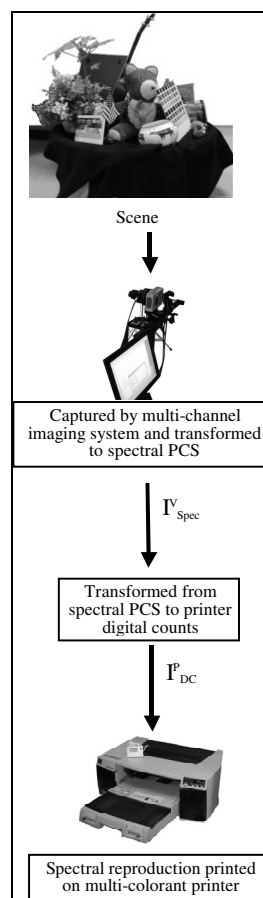 Scene
Captured by multi-channel
imaging system and transformed
to spectral PCS
I^V_Spec
Transformed from
spectral PCS to printer
digital counts
I^P_DC
Spectral reproduction printed
on multi-colorant printer